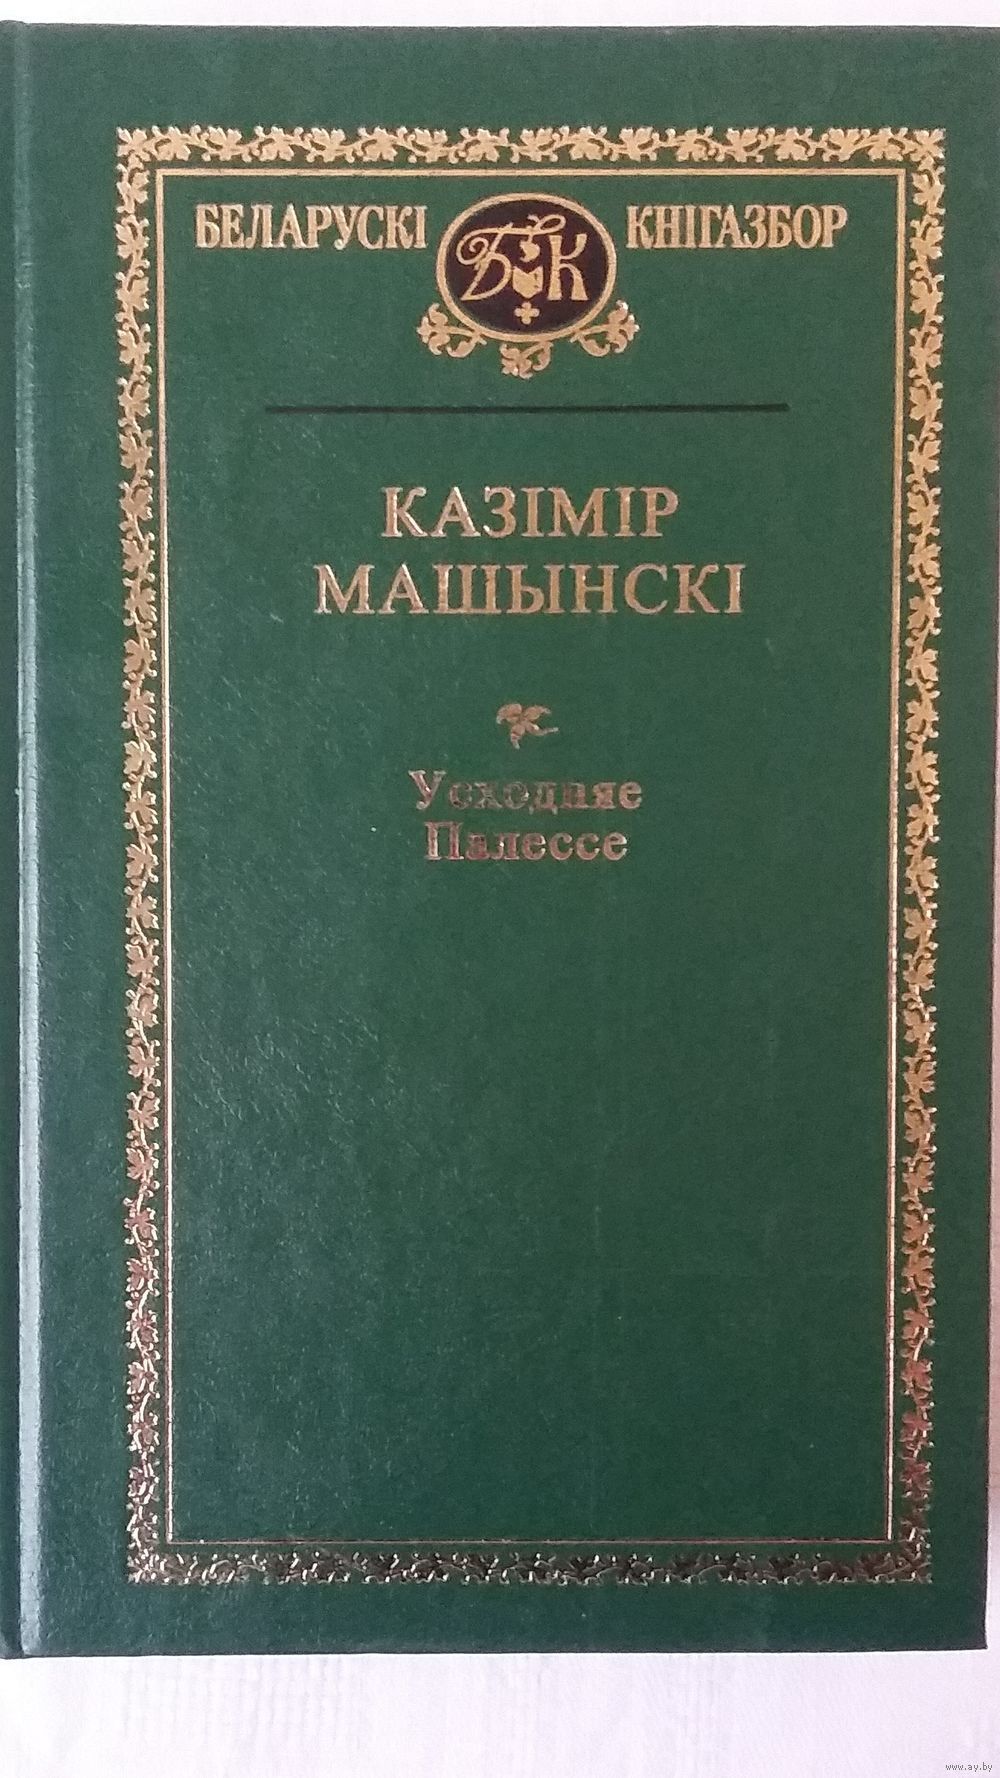 БЕЛАРУСКІ БК КНІГАЗБОР
КАЗІМІР
МАШЫНСКІ
Усходняе
Палессе
www.ay.by